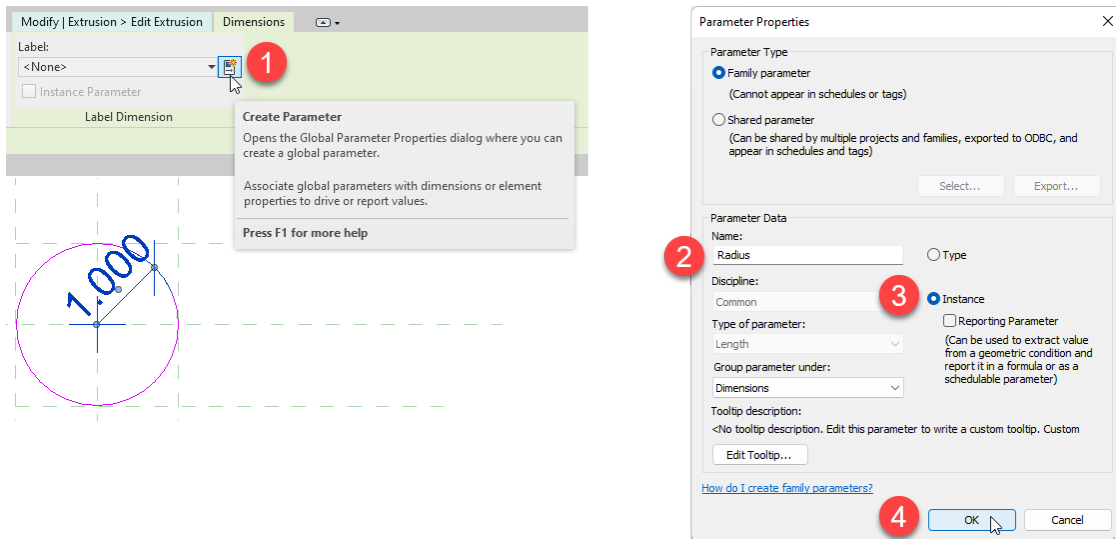 Modify | Extrusion > Edit Extrusion Dimensions
Label:
<None>
1
Instance Parameter
Label Dimension
Create Parameter
Opens the Global Parameter Properties dialog where you can
create a global parameter.
Associate global parameters with dimensions or element
properties to drive or report values.
Press F1 for more help
1.000
Parameter Properties
Parameter Type
Family parameter
(Cannot appear in schedules or tags)
Shared parameter
(Can be shared by multiple projects and families, exported to ODBC, and
appear in schedules and tags)
Select... Export...
Parameter Data
Name:
2 Radius
Type
Discipline:
Common
3 Instance
Type of parameter:
Length
Reporting Parameter
(Can be used to extract value
from a geometric condition and
report it in a formula or as a
schedulable parameter)
Group parameter under:
Dimensions
Tooltip description:
<No tooltip description. Edit this parameter to write a custom tooltip. Custom
Edit Tooltip...
How do I create family parameters?
4 OK Cancel